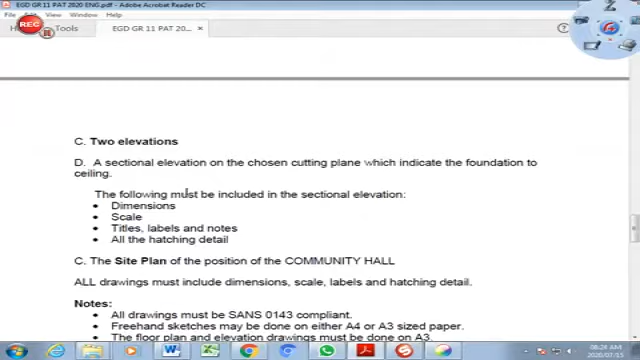 EGD GR 11 PAT 2020 ENG.pdf - Adobe Acrobat Reader DC
View Window Help
REC
Tools
EGD GR 11 PAT 20...
C. Two elevations
D. A sectional elevation on the chosen cutting plane which indicate the foundation to
ceiling.
The following must be included in the sectional elevation:
• Dimensions
• Scale
• Titles, labels and notes
• All the hatching detail
C. The Site Plan of the position of the COMMUNITY HALL
ALL drawings must include dimensions, scale, labels and hatching detail.
Notes:
• All drawings must be SANS 0143 compliant.
• Freehand sketches may be done on either A4 or A3 sized paper.
• The floor plan and elevation drawings must be done on A3.
06:24 AM
2020/07/15